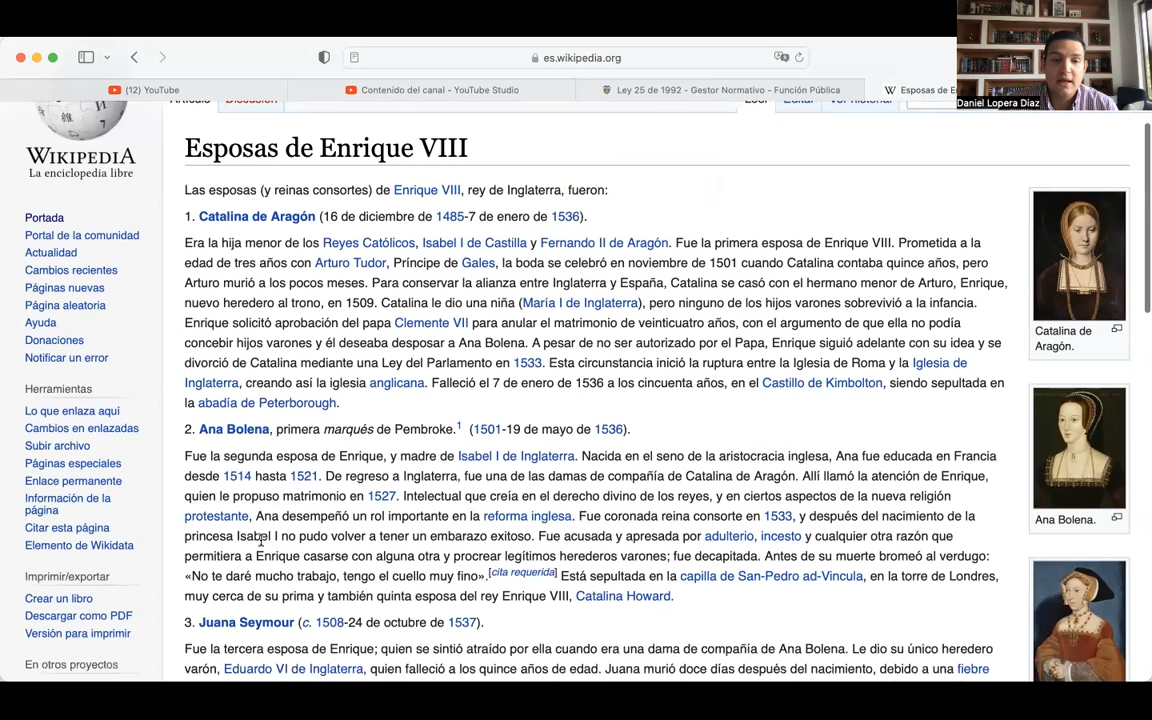 es.wikipedia.org
(12) YouTube
Contenido del canal - YouTube Studio
Ley 25 de 1992 - Gestor Normativo - Función Pública
Esposas de E
Daniel Lopera Diaz
Artículo
Discusión
Leer
Editar
Ver historial
WIKIPEDIA
La enciclopedia libre
Portada
Portal de la comunidad
Actualidad
Cambios recientes
Páginas nuevas
Página aleatoria
Ayuda
Donaciones
Notificar un error
Herramientas
Lo que enlaza aquí
Cambios en enlazadas
Subir archivo
Páginas especiales
Enlace permanente
Información de la
página
Citar esta página
Elemento de Wikidata
Imprimir/exportar
Crear un libro
Descargar como PDF
Versión para imprimir
En otros proyectos
Esposas de Enrique VIII
Las esposas (y reinas consortes) de Enrique VIII, rey de Inglaterra, fueron:
1. Catalina de Aragón (16 de diciembre de 1485-7 de enero de 1536).
Era la hija menor de los Reyes Católicos, Isabel I de Castilla y Fernando II de Aragón. Fue la primera esposa de Enrique VIII. Prometida a la
edad de tres años con Arturo Tudor, Príncipe de Gales, la boda se celebró en noviembre de 1501 cuando Catalina contaba quince años, pero
Arturo murió a los pocos meses. Para conservar la alianza entre Inglaterra y España, Catalina se casó con el hermano menor de Arturo, Enrique,
nuevo heredero al trono, en 1509. Catalina le dio una niña (María I de Inglaterra), pero ninguno de los hijos varones sobrevivió a la infancia.
Enrique solicitó aprobación del papa Clemente VII para anular el matrimonio de veinticuatro años, con el argumento de que ella no podía
concebir hijos varones y él deseaba desposar a Ana Bolena. A pesar de no ser autorizado por el Papa, Enrique siguió adelante con su idea y se
divorció de Catalina mediante una Ley del Parlamento en 1533. Esta circunstancia inició la ruptura entre la Iglesia de Roma y la Iglesia de
Inglaterra, creando así la iglesia anglicana. Falleció el 7 de enero de 1536 a los cincuenta años, en el Castillo de Kimbolton, siendo sepultada en
la abadía de Peterborough.
2. Ana Bolena, primera marqués de Pembroke.1 (1501-19 de mayo de 1536).
Fue la segunda esposa de Enrique, y madre de Isabel I de Inglaterra. Nacida en el seno de la aristocracia inglesa, Ana fue educada en Francia
desde 1514 hasta 1521. De regreso a Inglaterra, fue una de las damas de compañía de Catalina de Aragón. Allí llamó la atención de Enrique,
quien le propuso matrimonio en 1527. Intelectual que creía en el derecho divino de los reyes, y en ciertos aspectos de la nueva religión
protestante, Ana desempeñó un rol importante en la reforma inglesa. Fue coronada reina consorte en 1533, y después del nacimiento de la
princesa Isabel I no pudo volver a tener un embarazo exitoso. Fue acusada y apresada por adulterio, incesto y cualquier otra razón que
permitiera a Enrique casarse con alguna otra y procrear legítimos herederos varones; fue decapitada. Antes de su muerte bromeó al verdugo:
«No te daré mucho trabajo, tengo el cuello muy fino».[cita requerida] Está sepultada en la capilla de San-Pedro ad-Vincula, en la torre de Londres,
muy cerca de su prima y también quinta esposa del rey Enrique VIII, Catalina Howard.
3. Juana Seymour (c. 1508-24 de octubre de 1537).
Fue la tercera esposa de Enrique; quien se sintió atraído por ella cuando era una dama de compañía de Ana Bolena. Le dio su único heredero
varón, Eduardo VI de Inglaterra, quien falleció a los quince años de edad. Juana murió doce días después del nacimiento, debido a una fiebre
Catalina de
Aragón.
Ana Bolena.